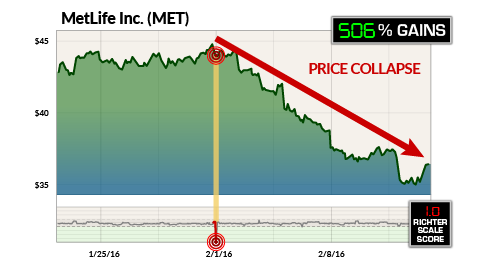 MetLife Inc. (MET)
506 % GAINS
$45
PRICE COLLAPSE
$40
$35
1.0
RICHTER
SCALE
SCORE
1/25/16
2/1/16
2/8/16